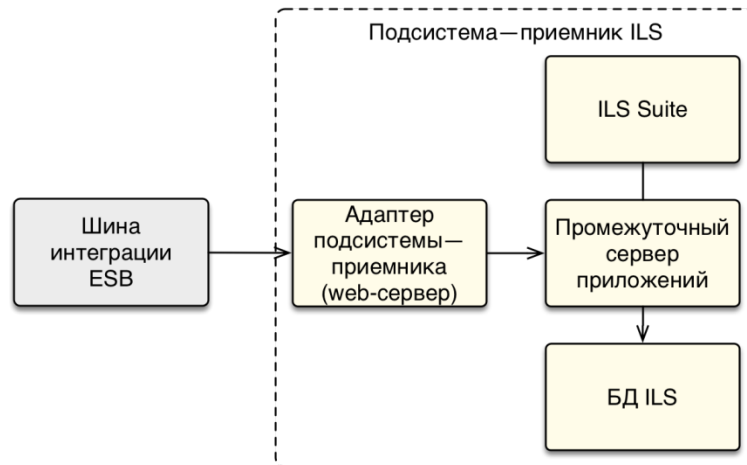 Подсистема—приемник ILS
ILS Suite
Шина
интеграции
ESB
Адаптер
подсистемы—
приемника
(web-сервер)
Промежуточный
сервер
приложений
БД ILS